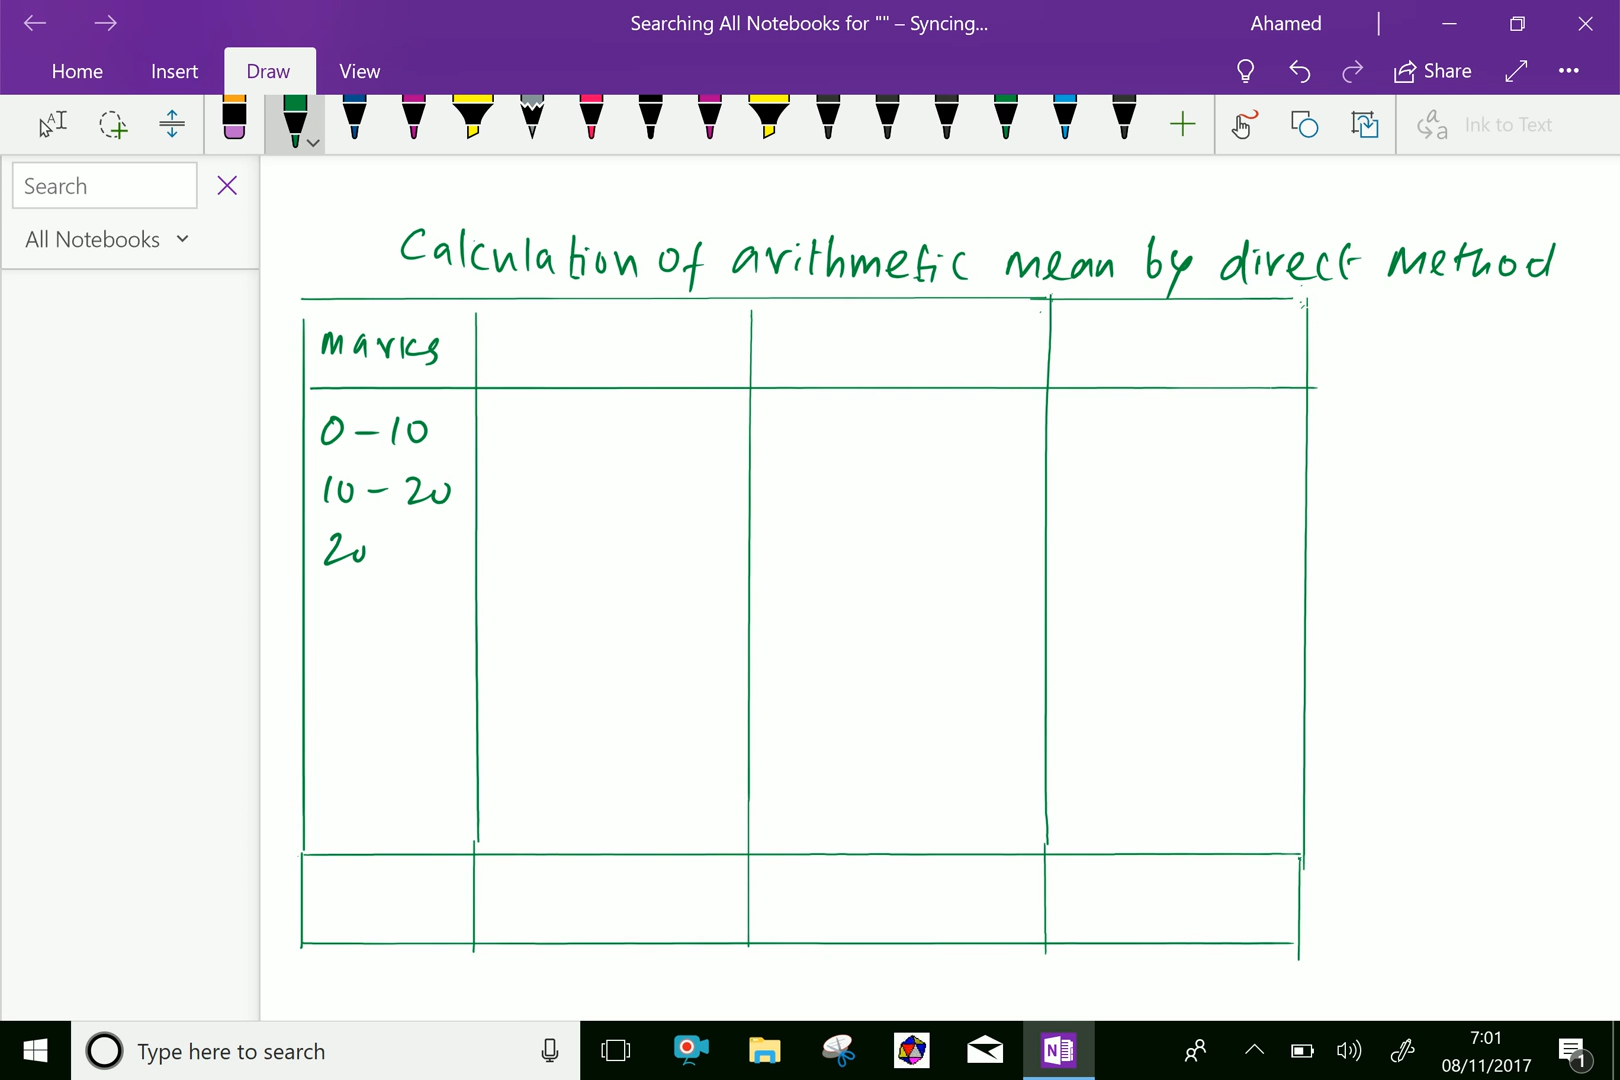 Searching All Notebooks for "" – Syncing...
Ahamed
Home Insert Draw View
Share
Ink to Text
Search
All Notebooks
Calculation of arithmetic mean by direct method
marks
0-10
10-20
20
Type here to search
7:01
08/11/2017
1